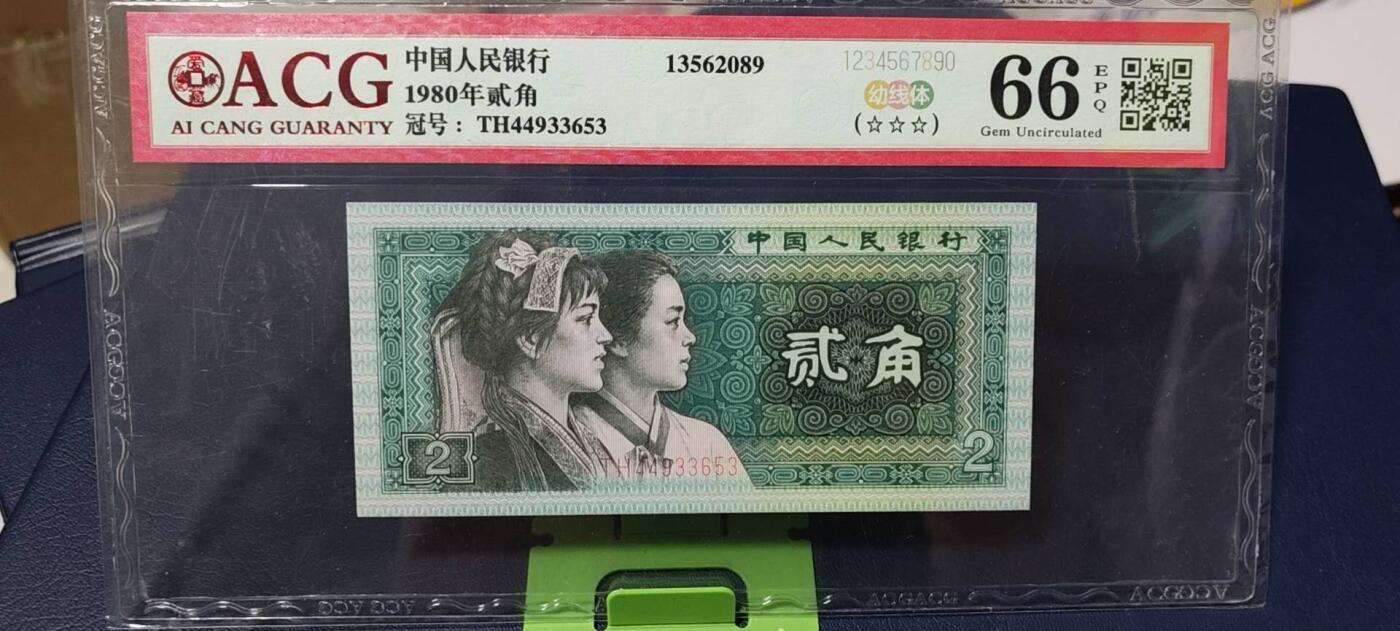 ACG
AI CANG GUARANTY
中国人民银行
1980年贰角
冠号：TH44933653
13562089
1234567890
幼线体
(☆☆☆)
66
EPQ
Gem Uncirculated
中国人民银行
贰角
2
TH44933653
2
ACG ACG